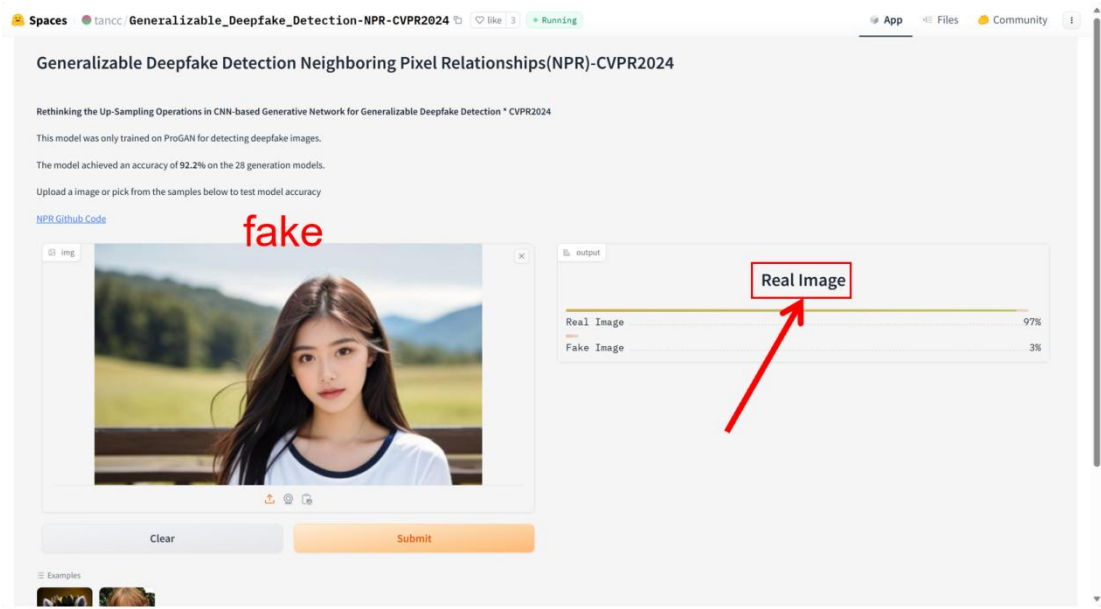 Spaces tancc/Generalizable_Deepfake_Detection-NPR-CVPR2024 like 3 Running App Files Community
Generalizable Deepfake Detection Neighboring Pixel Relationships(NPR)-CVPR2024
Rethinking the Up-Sampling Operations in CNN-based Generative Network for Generalizable Deepfake Detection * CVPR2024
This model was only trained on ProGAN for detecting deepfake images.
The model achieved an accuracy of 92.2% on the 28 generation models.
Upload a image or pick from the samples below to test model accuracy
NPR Github Code
fake
img
output
Real Image
Real Image 97%
Fake Image 3%
Clear
Submit
Examples